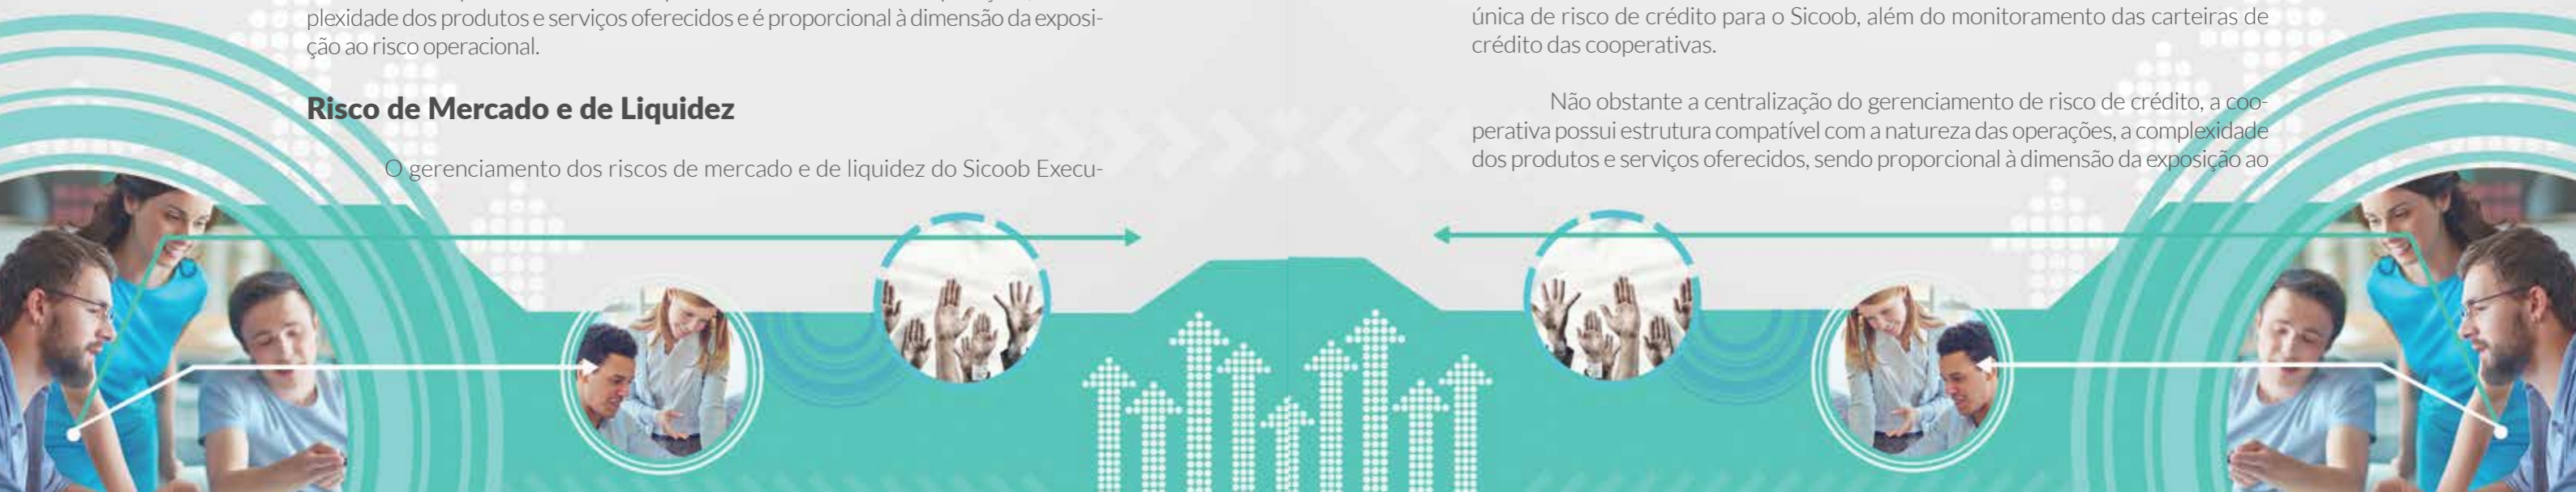 plexidade dos produtos e serviços oferecidos e é proporcional à dimensão da exposi-
ção ao risco operacional.
Risco de Mercado e de Liquidez
O gerenciamento dos riscos de mercado e de liquidez do Sicoob Execu-
única de risco de crédito para o Sicoob, além do monitoramento das carteiras de
crédito das cooperativas.
Não obstante a centralização do gerenciamento de risco de crédito, a coo-
perativa possui estrutura compatível com a natureza das operações, a complexidade
dos produtos e serviços oferecidos, sendo proporcional à dimensão da exposição ao